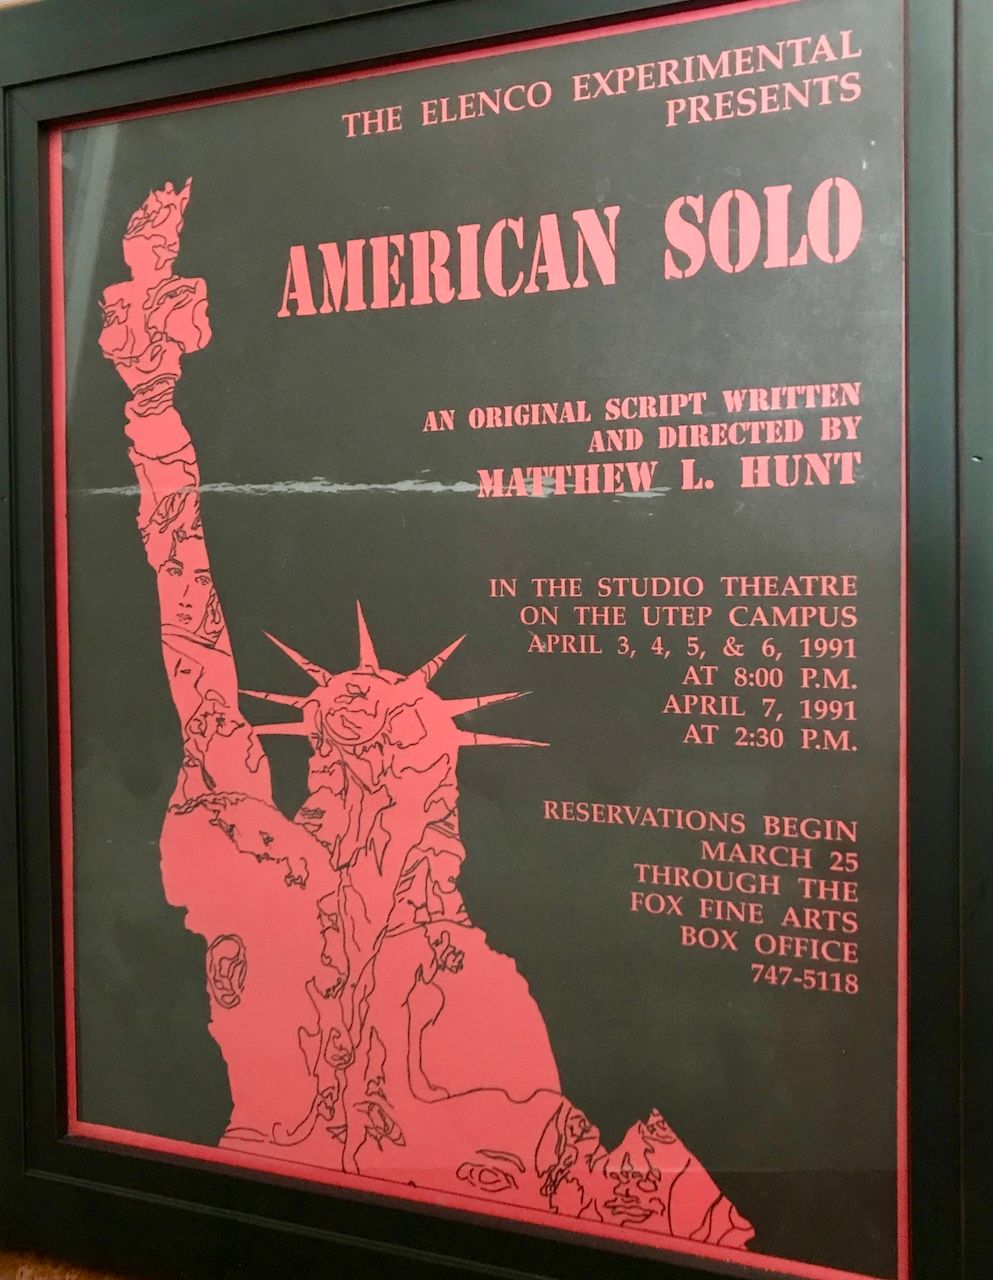 THE ELENCO EXPERIMENTAL
PRESENTS
AMERICAN SOLO
AN ORIGINAL SCRIPT WRITTEN
AND DIRECTED BY
MATTHEW L. HUNT
IN THE STUDIO THEATRE
ON THE UTEP CAMPUS
APRIL 3, 4, 5, & 6, 1991
AT 8:00 P.M.
APRIL 7, 1991
AT 2:30 P.M.
RESERVATIONS BEGIN
MARCH 25
THROUGH THE
FOX FINE ARTS
BOX OFFICE
747-5118